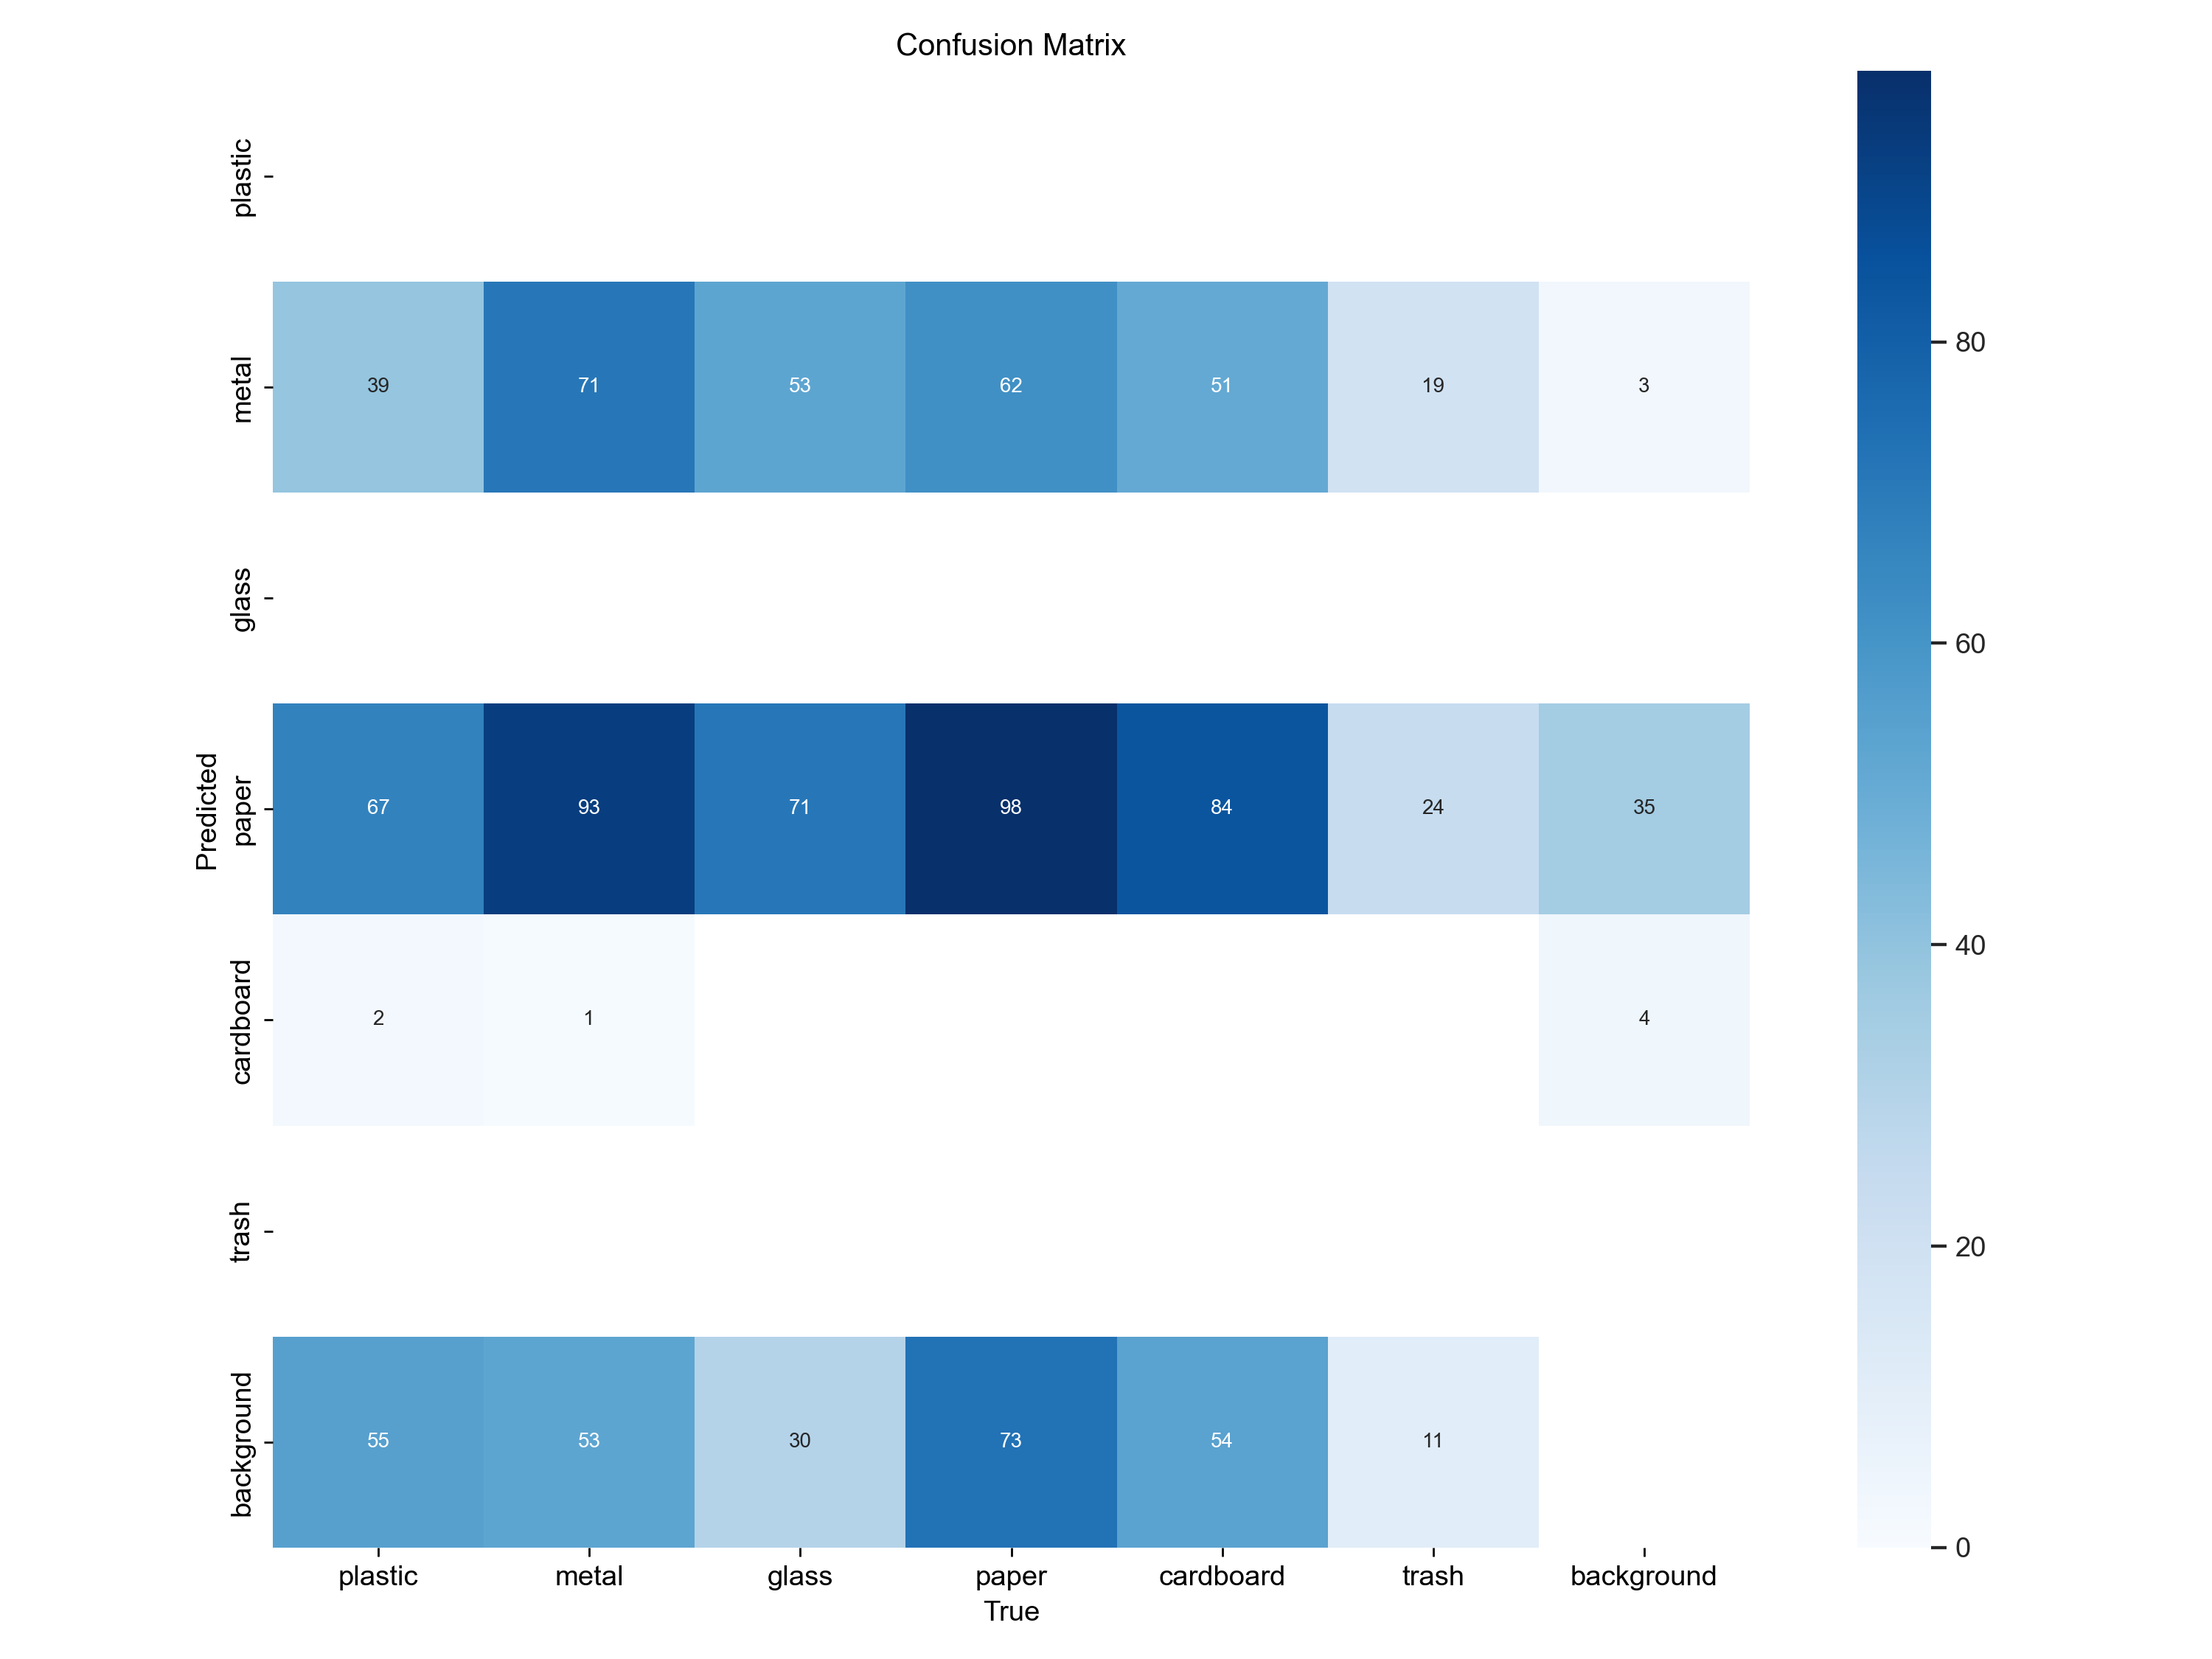 Confusion Matrix
plastic
metal
39 71 53 62 51 19 3
glass
paper
67 93 71 98 84 24 35
Predicted
cardboard
2 1 4
trash
background
55 53 30 73 54 11
plastic metal glass paper cardboard trash background
True
80
60
40
20
0